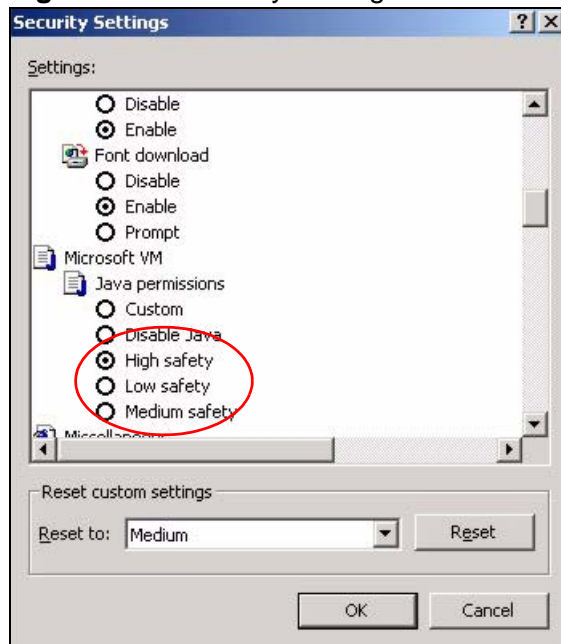 Security Settings
Settings:
Disable
Enable
Font download
Disable
Enable
Prompt
Microsoft VM
Java permissions
Custom
Disable Java
High safety
Low safety
Medium safety
Miscellaneous
Reset custom settings
Reset to: Medium Reset
OK Cancel